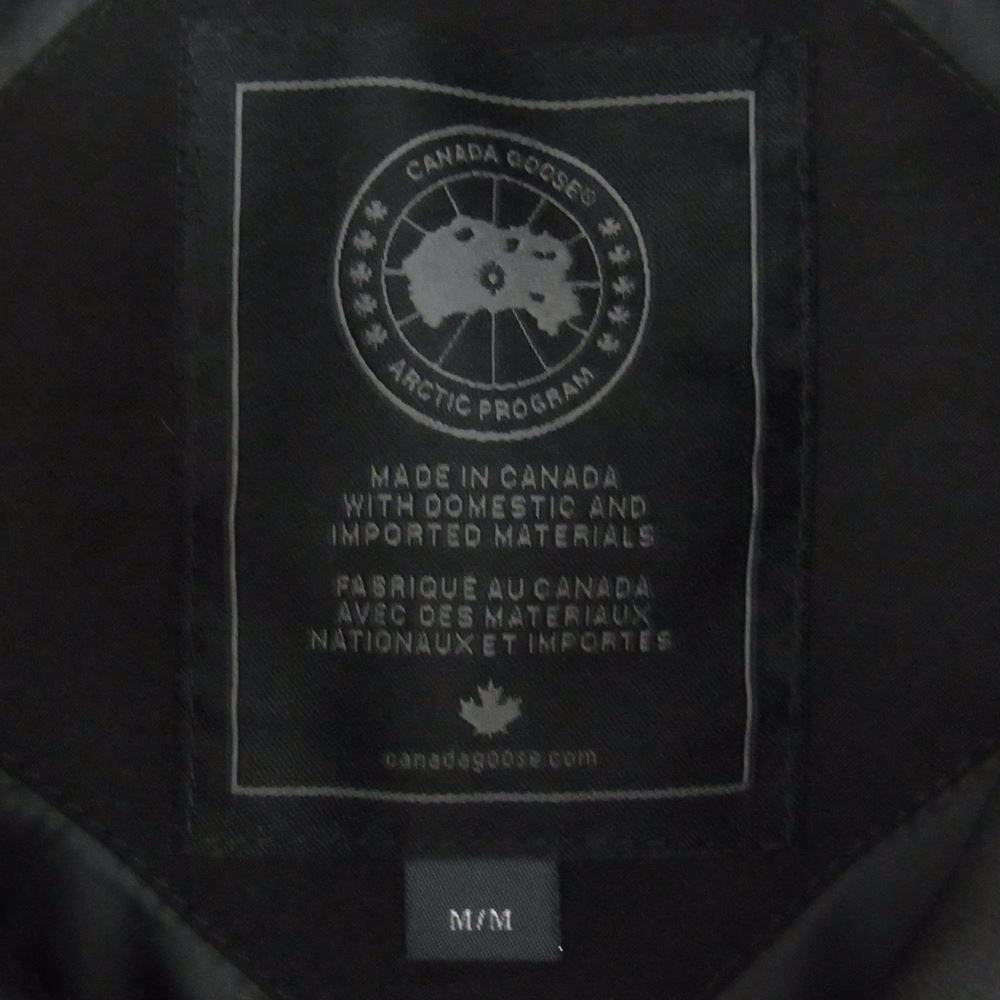 CANADA GOOSE®
ARCTIC PROGRAM
MADE IN CANADA
WITH DOMESTIC AND
IMPORTED MATERIALS
FABRIQUÉ AU CANADA
AVEC DES MATERIAUX
NATIONAUX ET IMPORTÉS
canadagoose.com
M/M